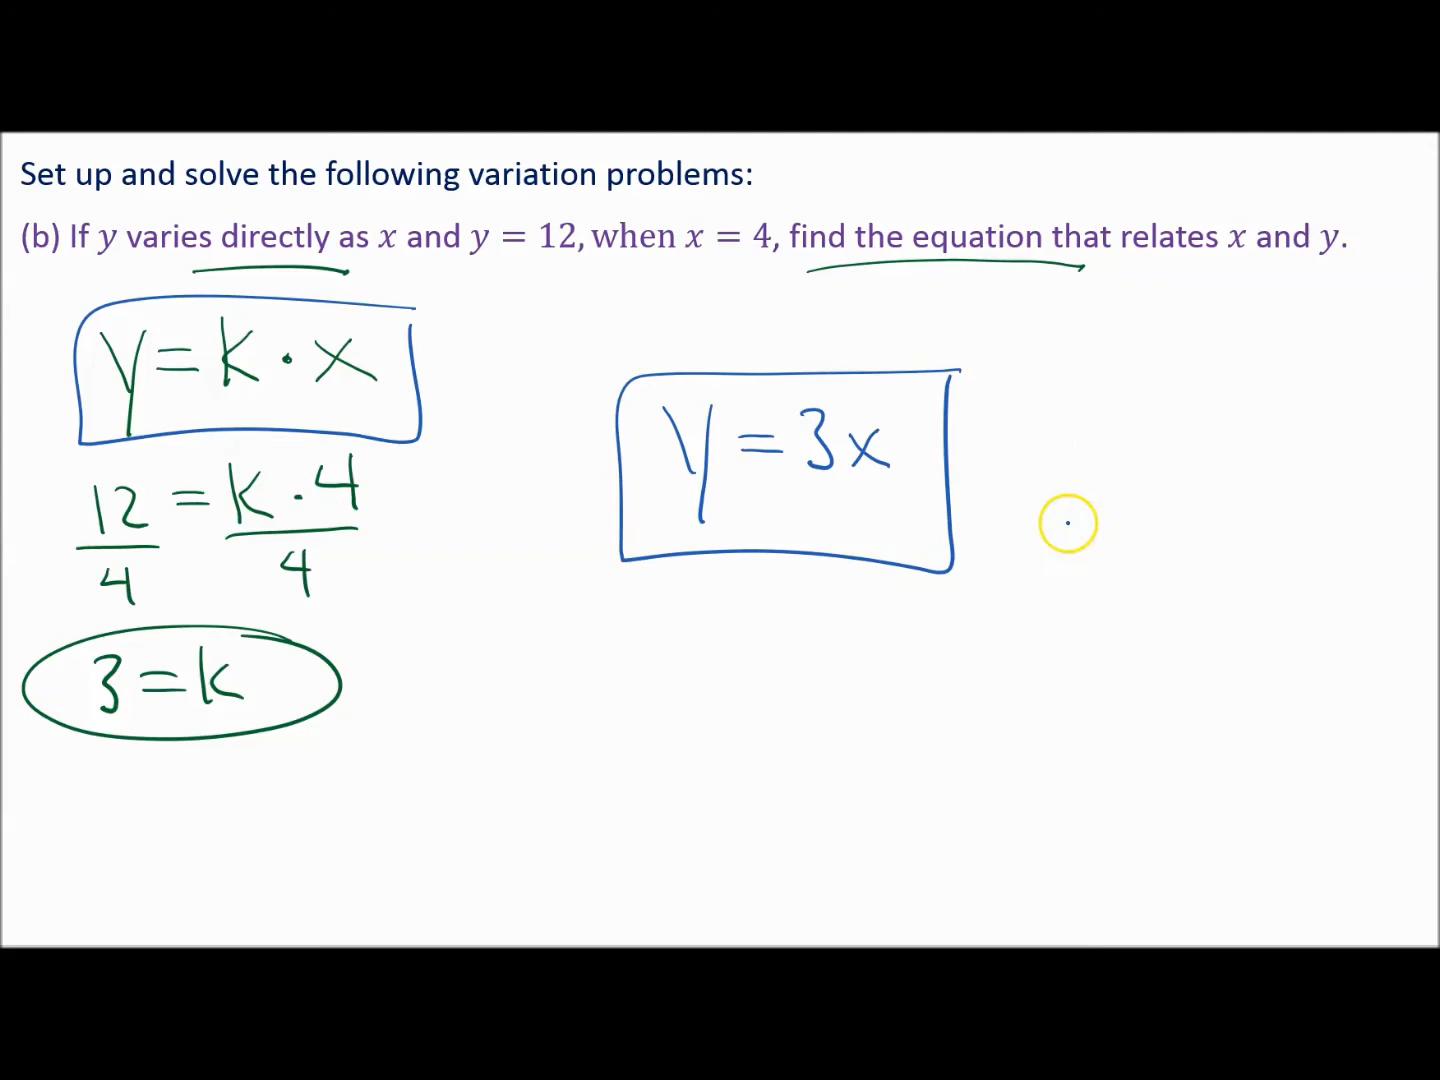 Set up and solve the following variation problems:
(b) If y varies directly as x and y = 12, when x = 4, find the equation that relates x and y.
y = k · x
12 = k · 4
4 4
3 = k
y = 3x